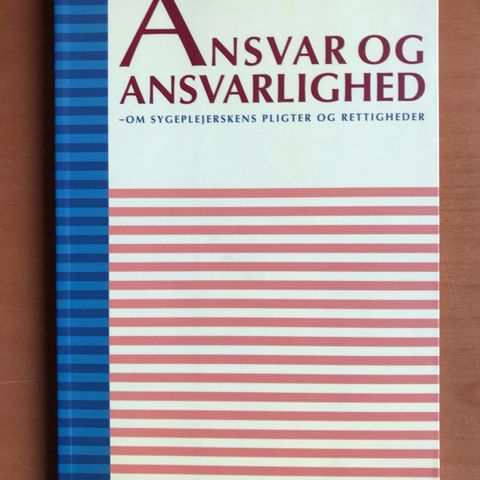 ANSVAR OG
ANSVARLIGHED
–OM SYGEPLEJERSKENS PLIGTER OG RETTIGHEDER